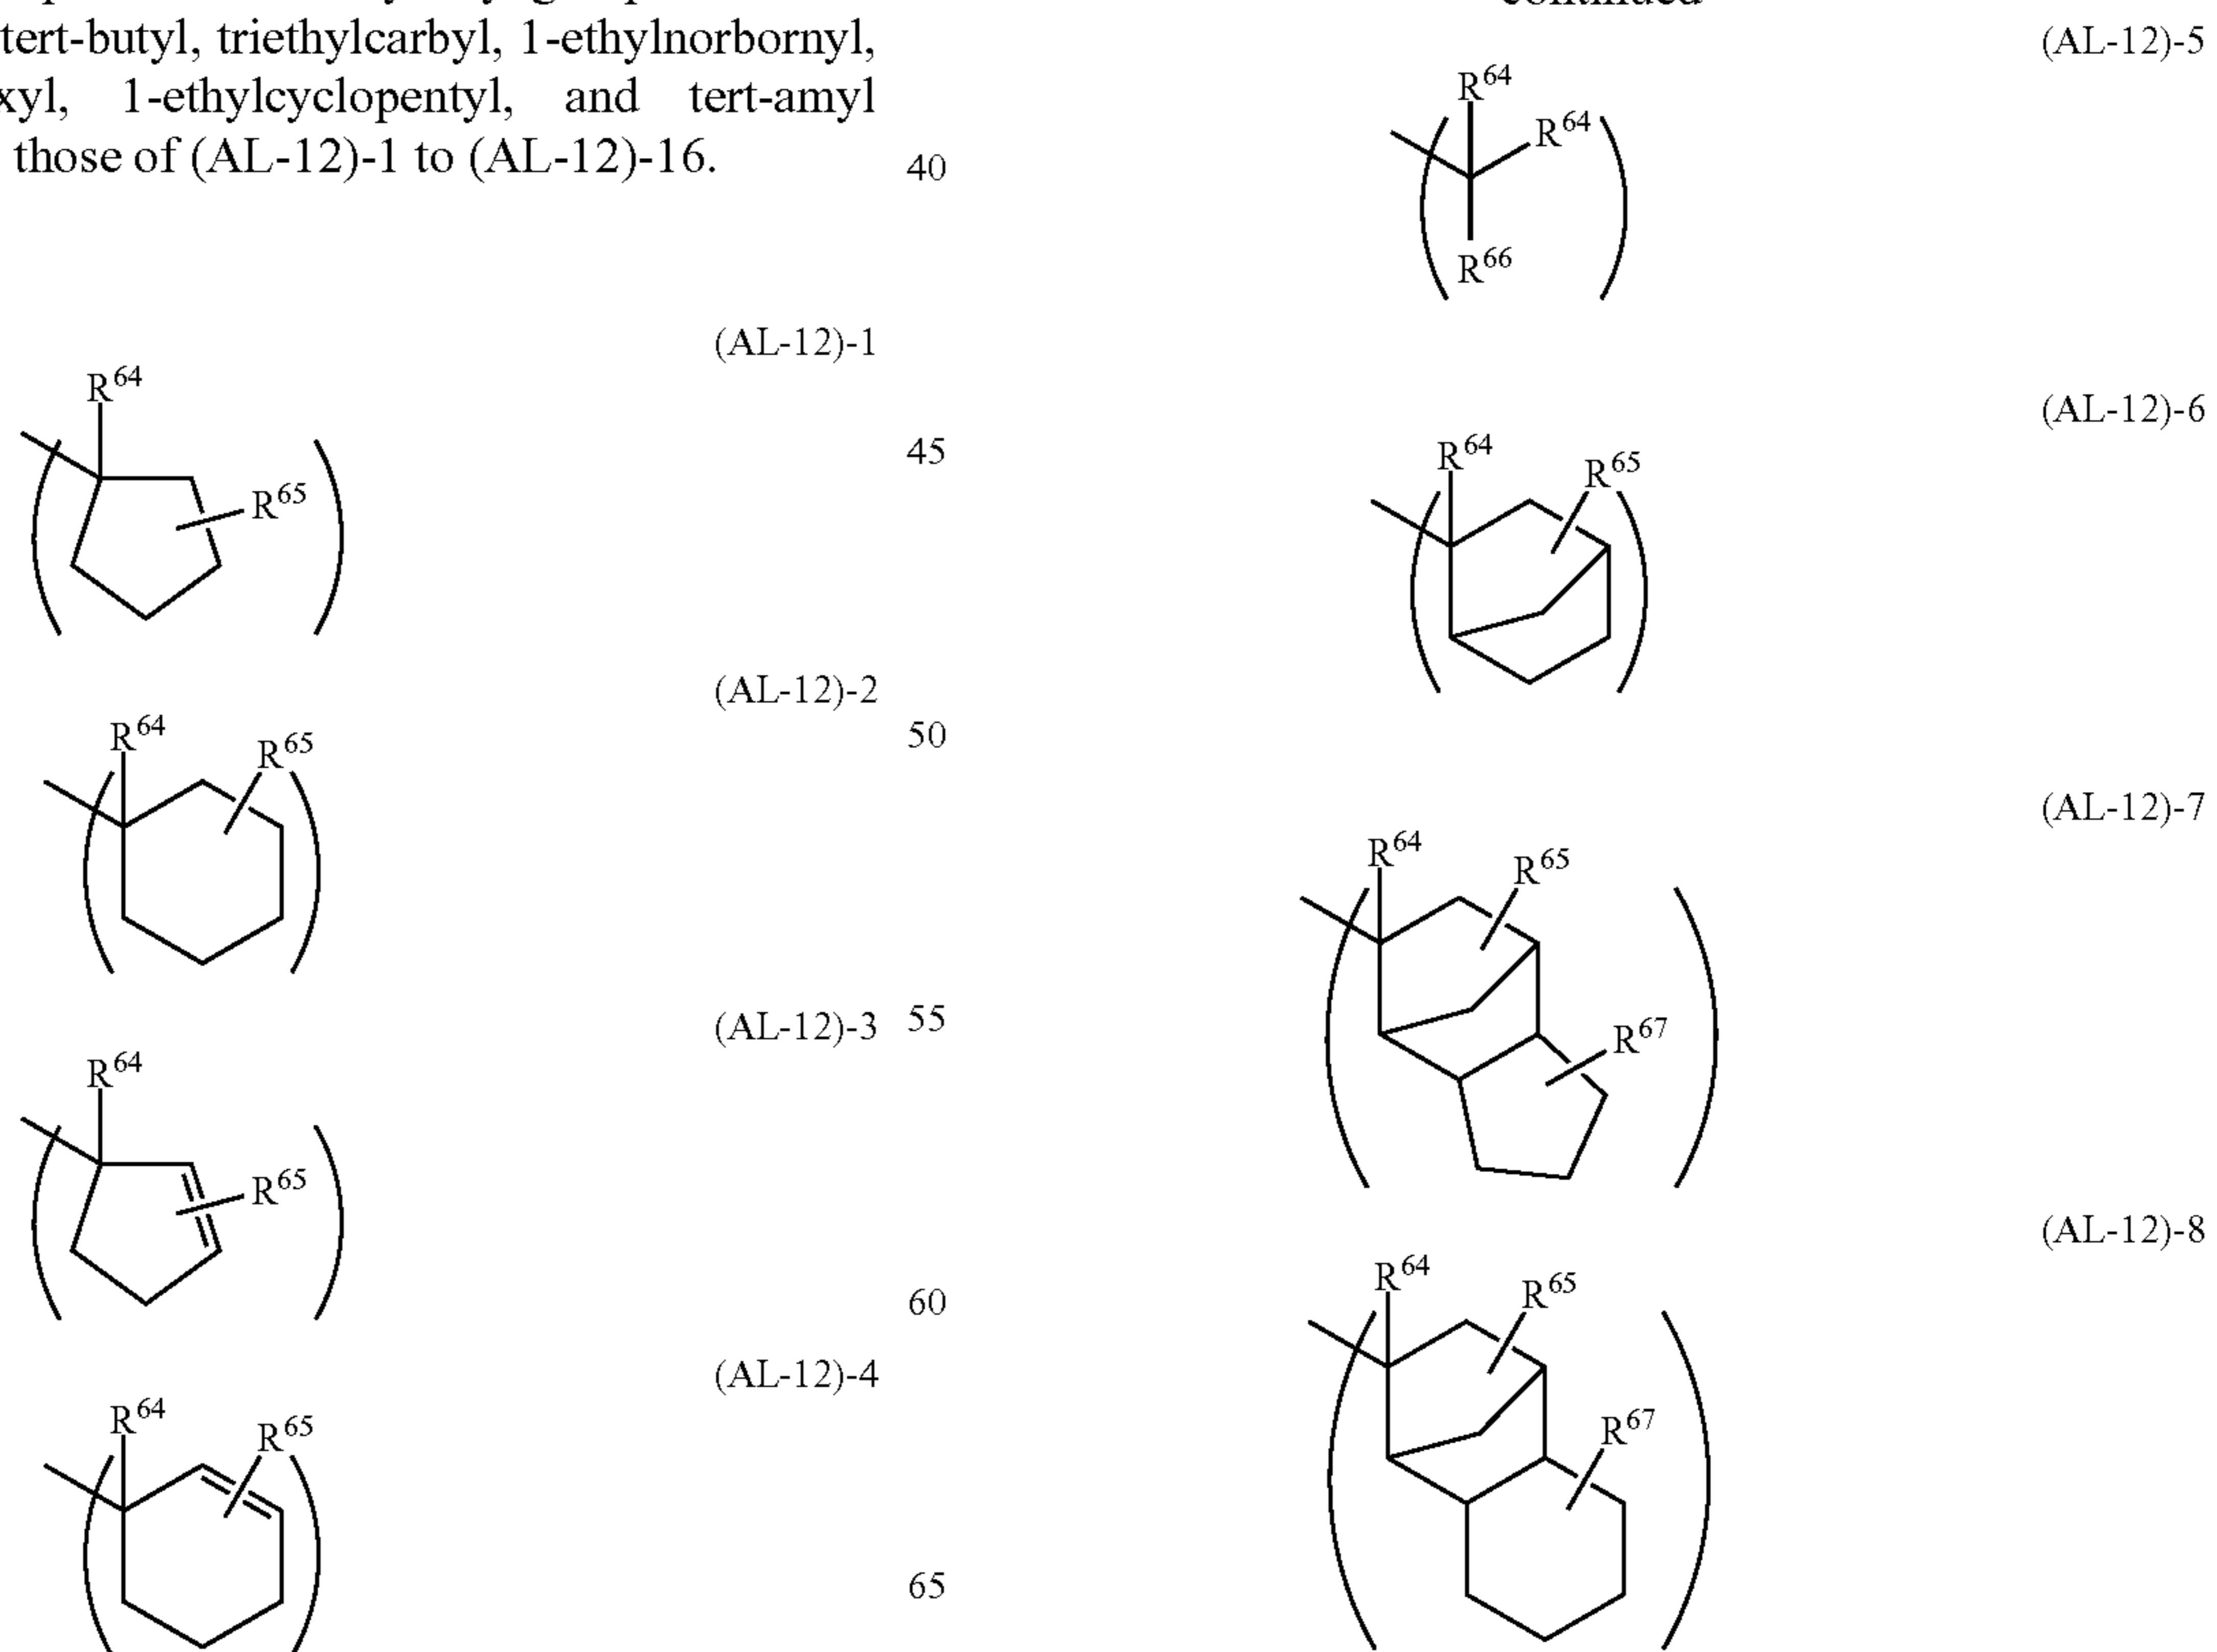 tert-butyl, triethylcarbyl, 1-ethylnorbornyl,
xyl, 1-ethylcyclopentyl, and tert-amyl
those of (AL-12)-1 to (AL-12)-16.
(AL-12)-1
R64
R65
(AL-12)-2
R64
R65
(AL-12)-3
R64
R65
(AL-12)-4
R64
R65
40
45
50
55
60
65
(AL-12)-5
R64
R64
R66
(AL-12)-6
R64
R65
(AL-12)-7
R64
R65
R67
(AL-12)-8
R64
R65
R67